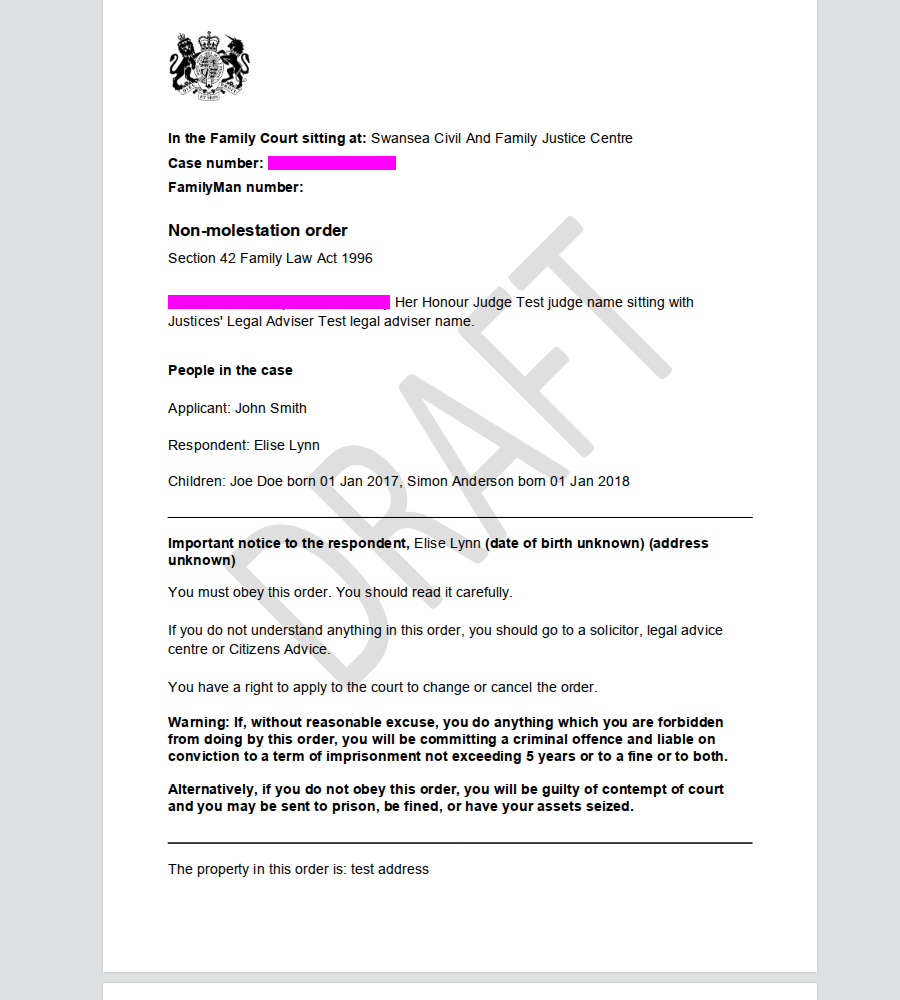 In the Family Court sitting at: Swansea Civil And Family Justice Centre
Case number:
FamilyMan number:
Non-molestation order
Section 42 Family Law Act 1996
Her Honour Judge Test judge name sitting with
Justices' Legal Adviser Test legal adviser name.
People in the case
Applicant: John Smith
Respondent: Elise Lynn
Children: Joe Doe born 01 Jan 2017, Simon Anderson born 01 Jan 2018
Important notice to the respondent, Elise Lynn (date of birth unknown) (address
unknown)
You must obey this order. You should read it carefully.
If you do not understand anything in this order, you should go to a solicitor, legal advice
centre or Citizens Advice.
You have a right to apply to the court to change or cancel the order.
Warning: If, without reasonable excuse, you do anything which you are forbidden
from doing by this order, you will be committing a criminal offence and liable on
conviction to a term of imprisonment not exceeding 5 years or to a fine or to both.
Alternatively, if you do not obey this order, you will be guilty of contempt of court
and you may be sent to prison, be fined, or have your assets seized.
The property in this order is: test address
DRAFT